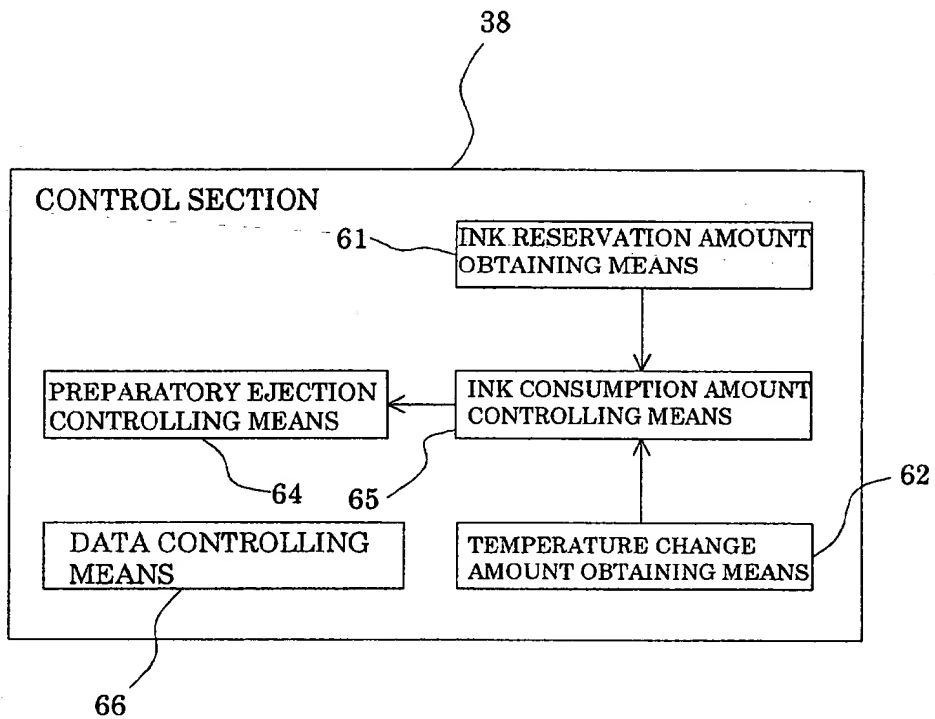 38
CONTROL SECTION
61
INK RESERVATION AMOUNT
OBTAINING MEANS
PREPARATORY EJECTION
CONTROLLING MEANS
INK CONSUMPTION AMOUNT
CONTROLLING MEANS
64
65
62
DATA CONTROLLING
MEANS
TEMPERATURE CHANGE
AMOUNT OBTAINING MEANS
66